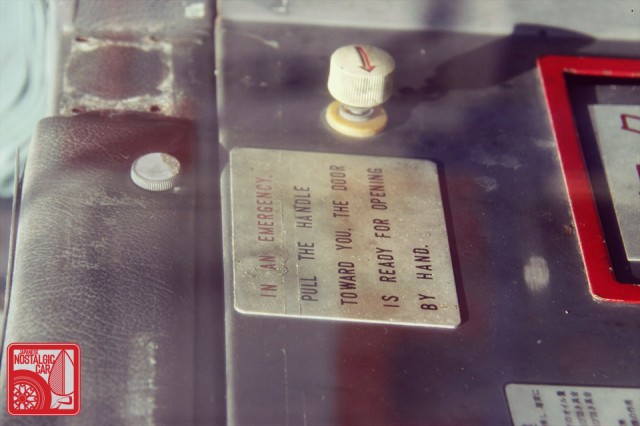 IN AN EMERGENCY,
PULL THE HANDLE
TOWARD YOU, THE DOOR
IS READY FOR OPENING
BY HAND.
JAPANESE
NOSTALGIC
CAR